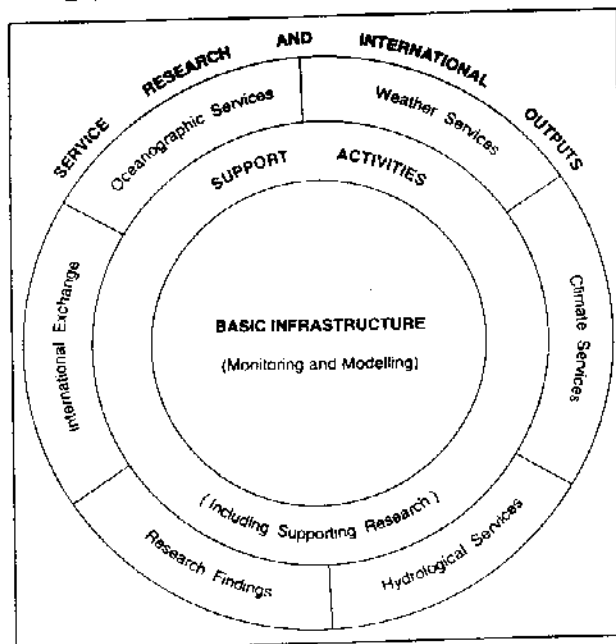 SERVICE RESEARCH AND INTERNATIONAL OUTPUTS
Oceanographic Services
Weather Services
SUPPORT ACTIVITIES
International Exchange
Climate Services
BASIC INFRASTRUCTURE
(Monitoring and Modelling)
(Including Supporting Research)
Research Findings
Hydrological Services